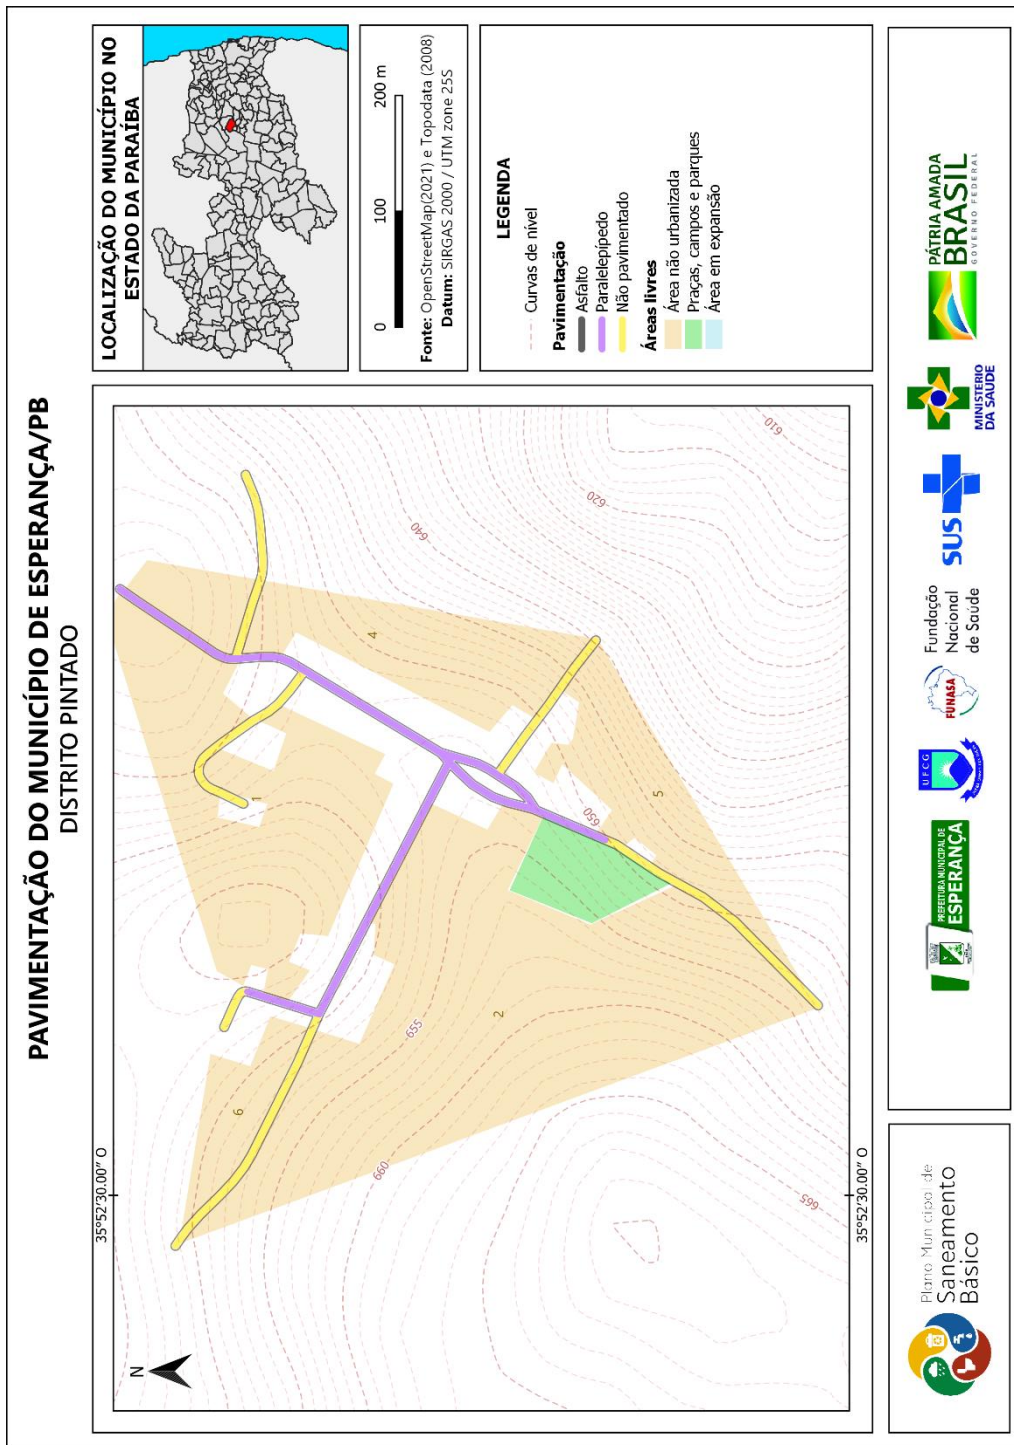 PAVIMENTAÇÃO DO MUNICÍPIO DE ESPERANÇA/PB
DISTRITO PINTADO
N
35°52'30.00" O
35°52'30.00" O
1
2
4
5
6
610
620
640
650
655
660
665
LOCALIZAÇÃO DO MUNICÍPIO NO
ESTADO DA PARAÍBA
0 100 200 m
Fonte: OpenStreetMap(2021) e Topodata (2008)
Datum: SIRGAS 2000 / UTM zone 25S
LEGENDA
Curvas de nível
Pavimentação
Asfalto
Paralelepípedo
Não pavimentado
Áreas livres
Área não urbanizada
Praças, campos e parques
Área em expansão
Plano Municipal de
Saneamento
Básico
PREFEITURA MUNICIPAL DE
ESPERANÇA
UFCG
FUNASA
Fundação
Nacional
de Saúde
SUS
MINISTÉRIO
DA SAÚDE
PÁTRIA AMADA
BRASIL
GOVERNO FEDERAL